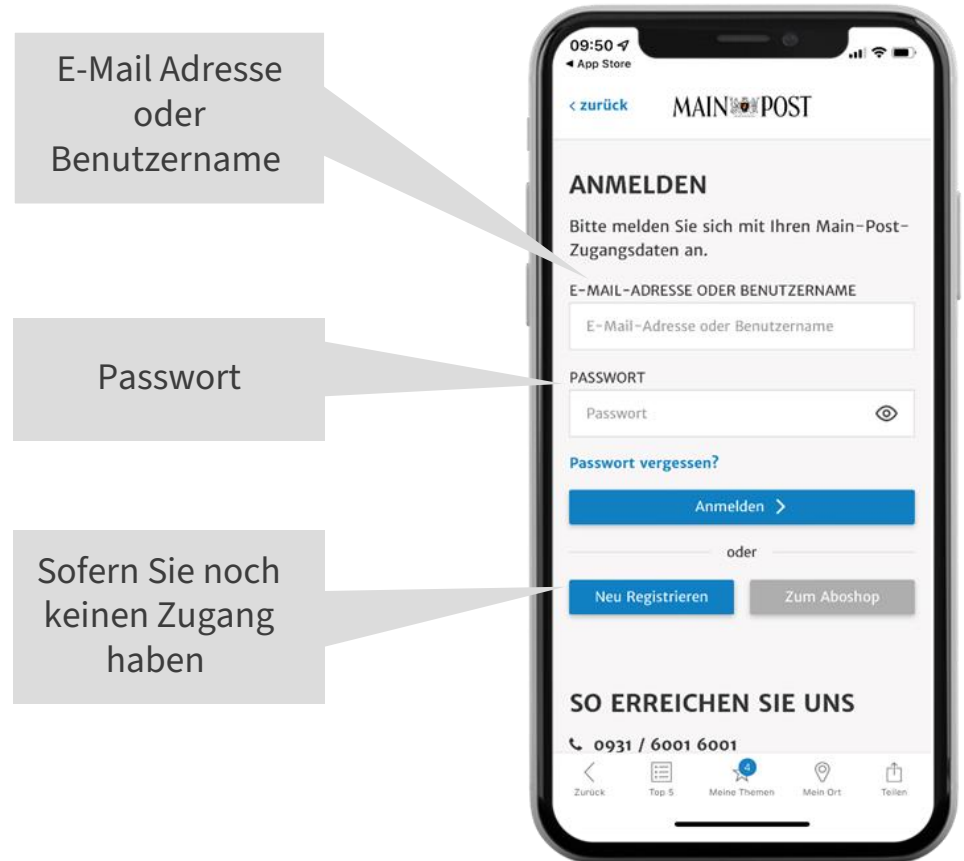 E-Mail Adresse
oder
Benutzername
Passwort
Sofern Sie noch
keinen Zugang
haben
09:50
App Store
< zurück
MAIN POST
ANMELDEN
Bitte melden Sie sich mit Ihren Main-Post-
Zugangsdaten an.
E-MAIL-ADRESSE ODER BENUTZERNAME
E-Mail-Adresse oder Benutzername
PASSWORT
Passwort
Passwort vergessen?
Anmelden >
oder
Neu Registrieren
Zum Aboshop
SO ERREICHEN SIE UNS
0931 / 6001 6001
4
Zurück Top 5 Meine Themen Mein Ort Teilen